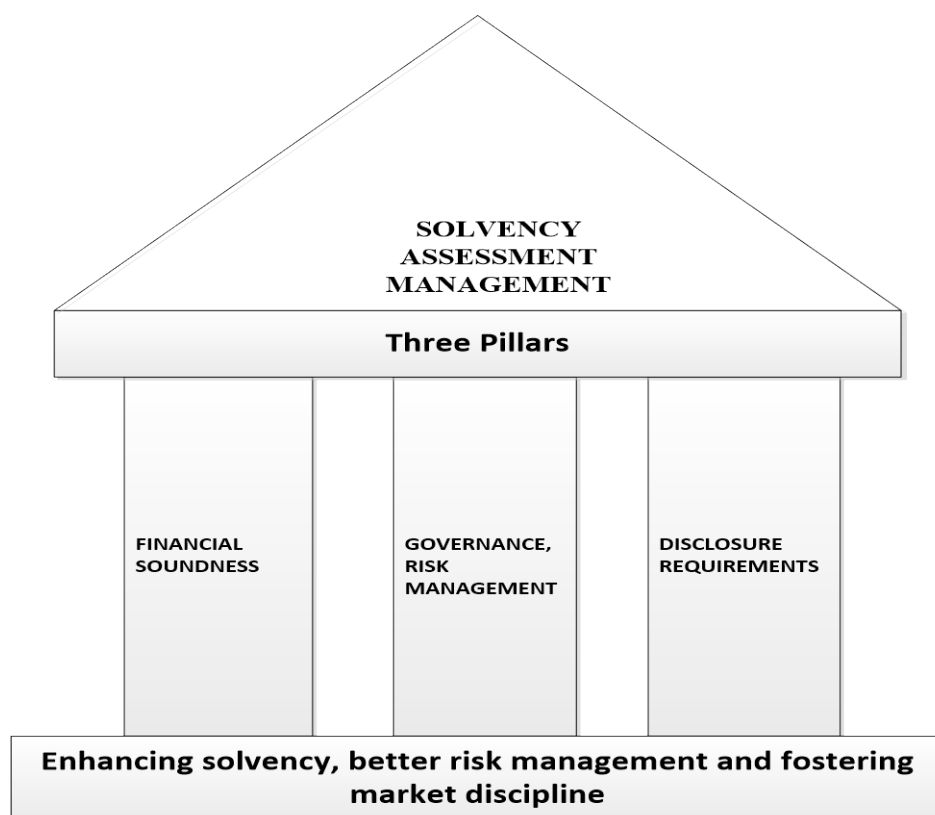 SOLVENCY
ASSESSMENT
MANAGEMENT
Three Pillars
FINANCIAL
SOUNDNESS
GOVERNANCE,
RISK
MANAGEMENT
DISCLOSURE
REQUIREMENTS
Enhancing solvency, better risk management and fostering
market discipline